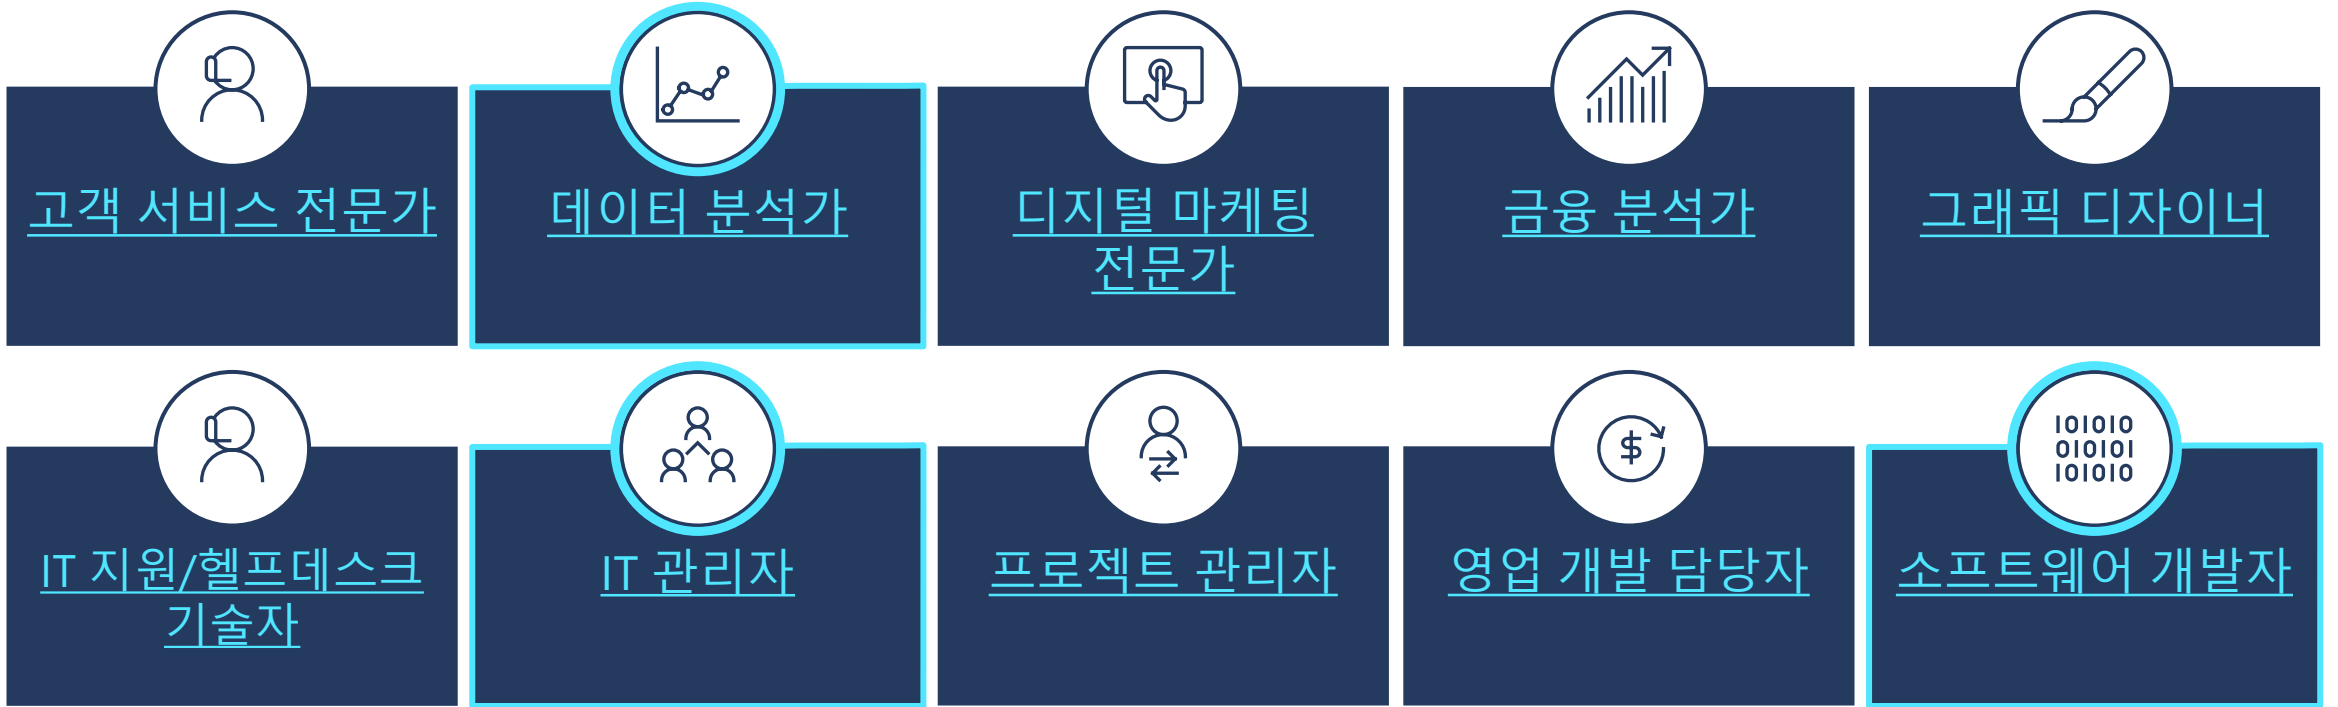 고객 서비스 전문가
데이터 분석가
디지털 마케팅
전문가
금융 분석가
그래픽 디자이너
IT 지원/헬프데스크
기술자
IT 관리자
프로젝트 관리자
영업 개발 담당자
소프트웨어 개발자
$
1010101
0101010
1010101